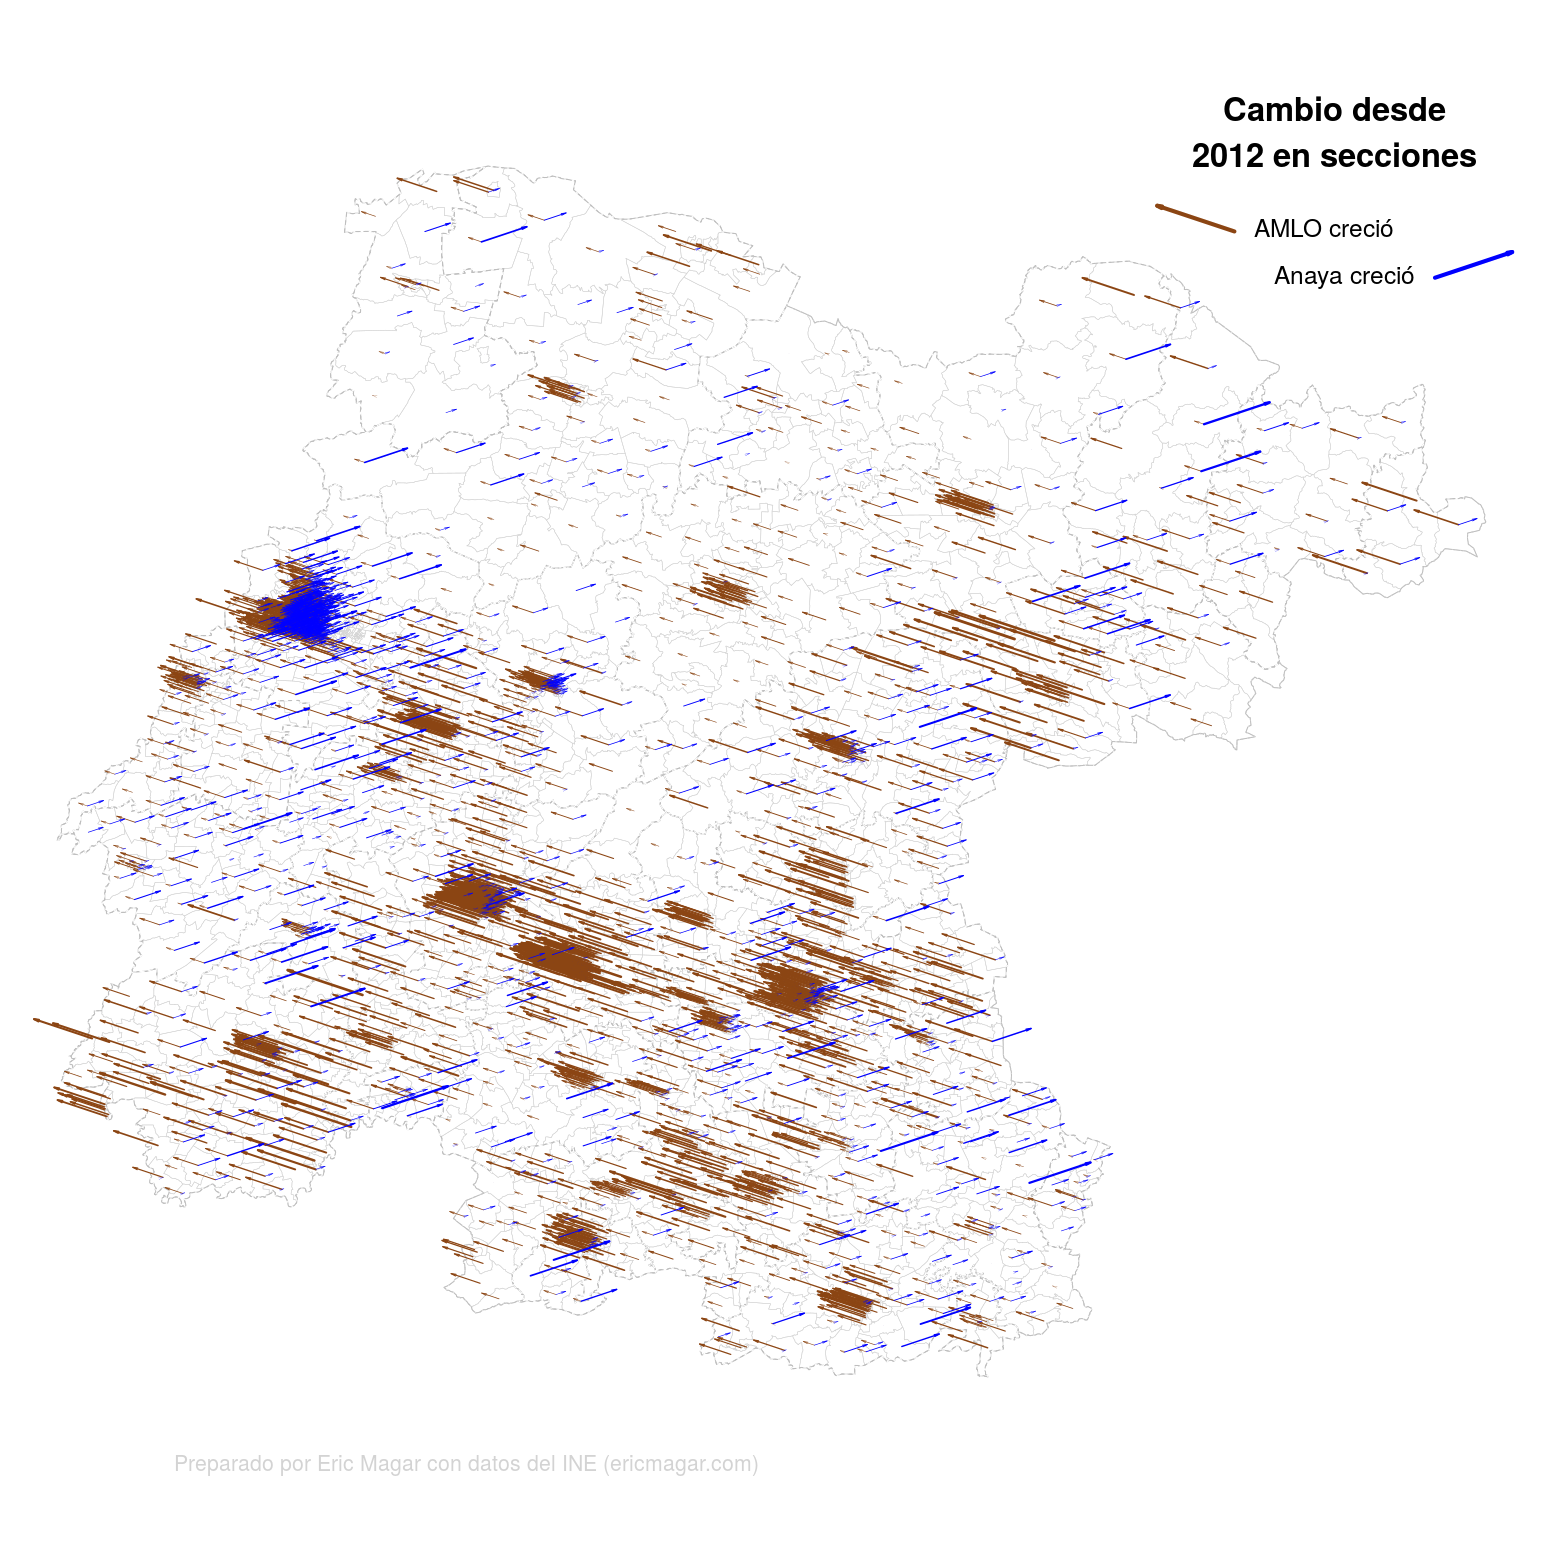 Cambio desde
2012 en secciones
AMLO creció
Anaya creció
Preparado por Eric Magar con datos del INE (ericmagar.com)